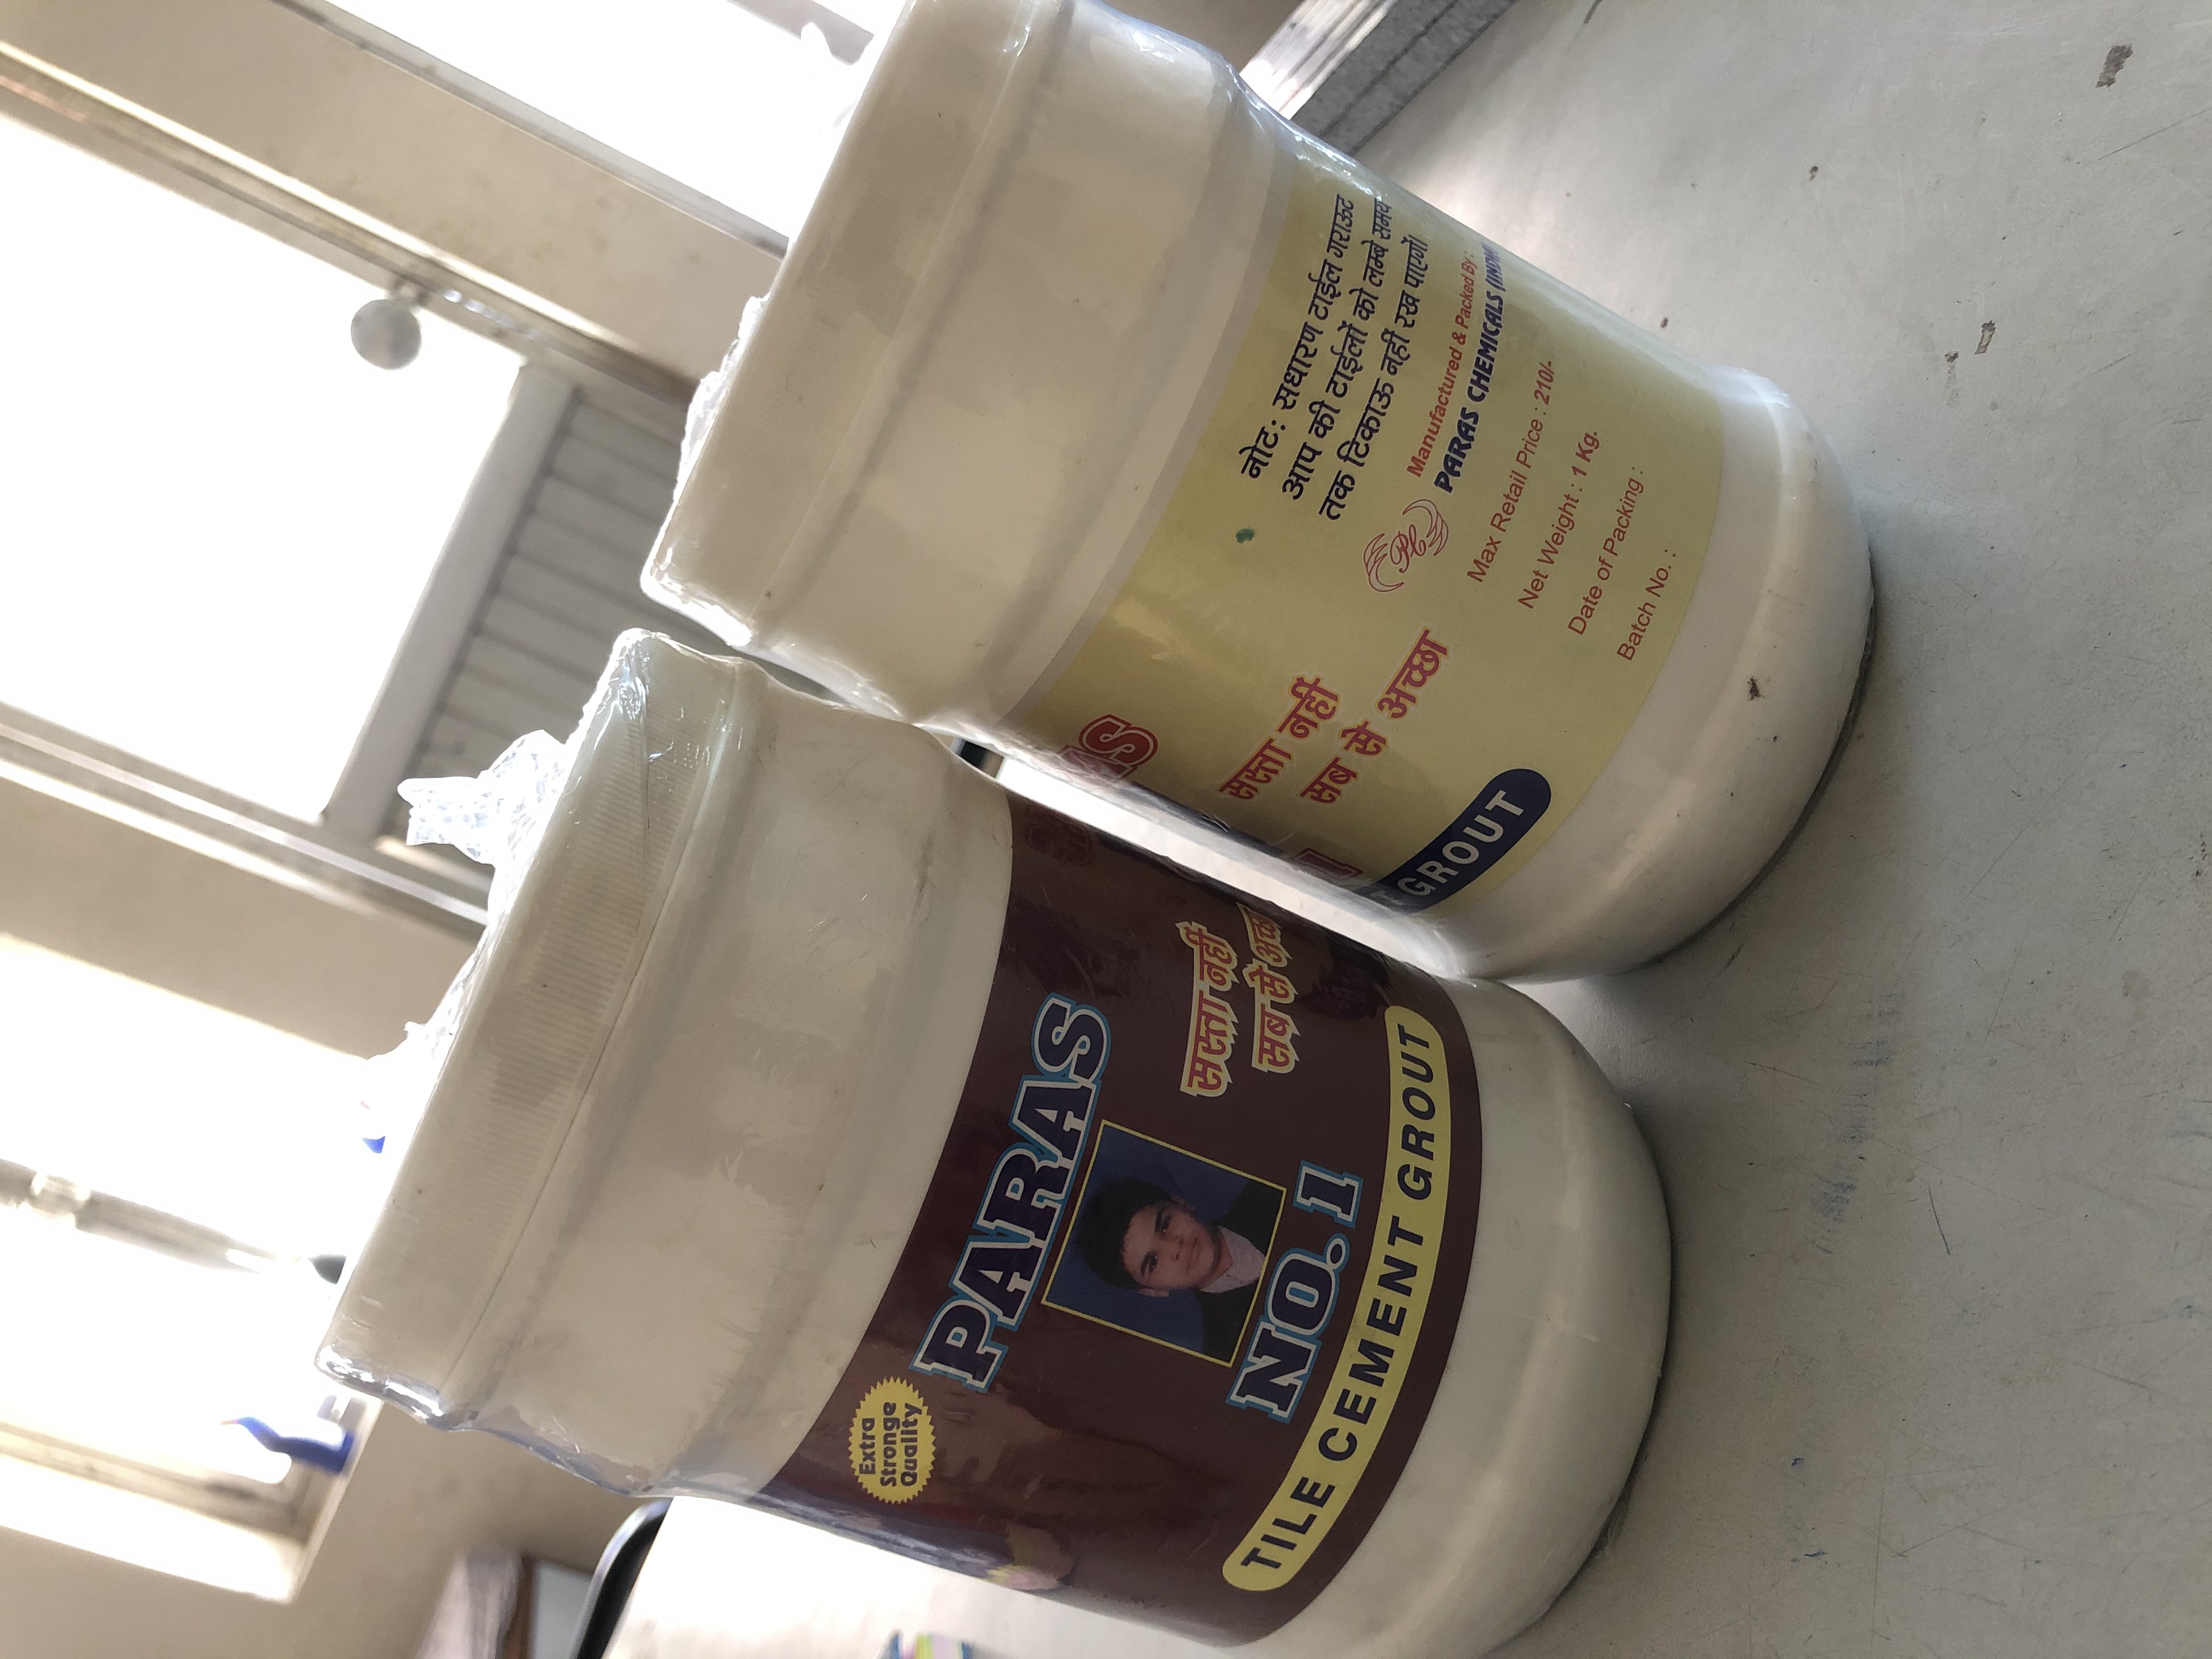 Extra
Stronge
Quality
PARAS
सस्ता नहीं
सब से अच्छा
NO. 1
TILE CEMENT GROUT
सस्ता नहीं
सब से अच्छा
GROUT
नोट: सधारण टाईल गराऊट
आप की टाईलों को लम्बे समय
तक टिकाऊ नहीं रख पाएगें।
Manufactured & Packed By :
PARAS CHEMICALS
Max Retail Price : 210/-
Net Weight : 1 Kg.
Date of Packing :
Batch No. :